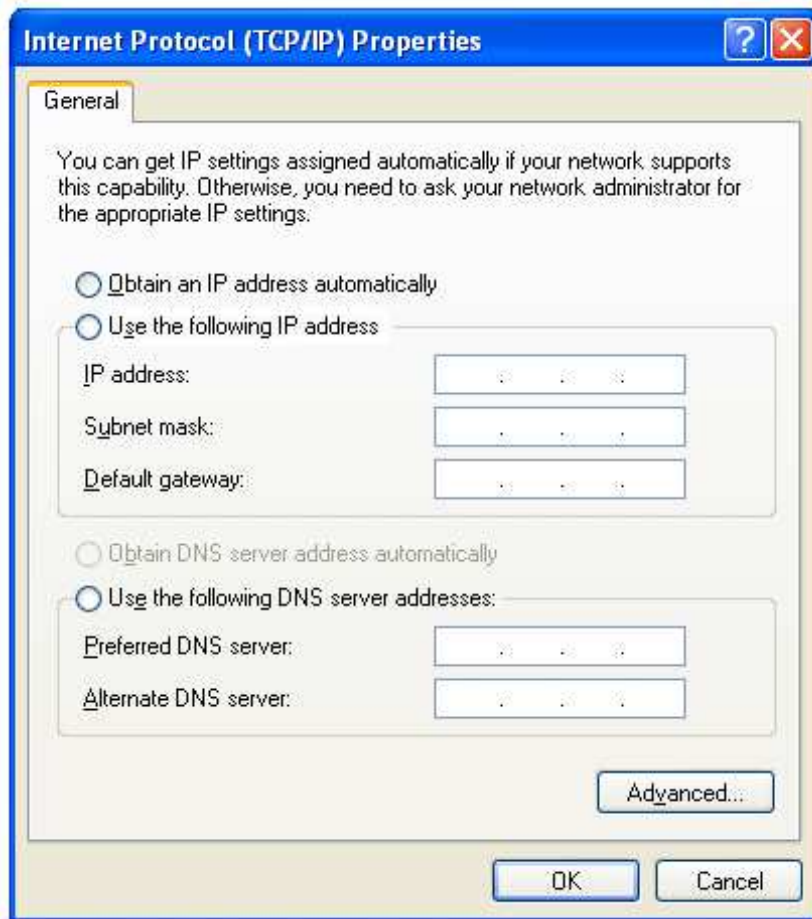 Internet Protocol (TCP/IP) Properties
General
You can get IP settings assigned automatically if your network supports
this capability. Otherwise, you need to ask your network administrator for
the appropriate IP settings.
Obtain an IP address automatically
Use the following IP address
IP address:
Subnet mask:
Default gateway:
Obtain DNS server address automatically
Use the following DNS server addresses:
Preferred DNS server:
Alternate DNS server:
Advanced...
OK
Cancel